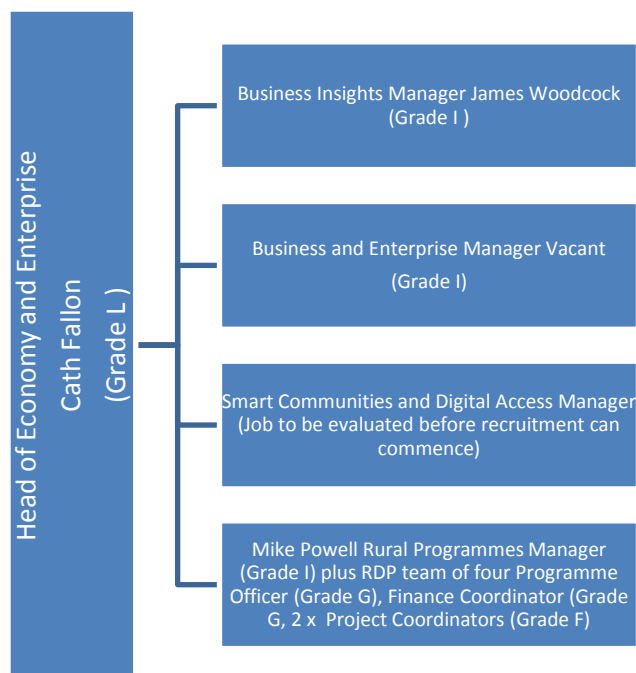 Head of Economy and Enterprise
Cath Fallon
(Grade L )
Business Insights Manager James Woodcock
(Grade I )
Business and Enterprise Manager Vacant
(Grade I)
Smart Communities and Digital Access Manager
(Job to be evaluated before recruitment can
commence)
Mike Powell Rural Programmes Manager
(Grade I) plus RDP team of four Programme
Officer (Grade G), Finance Coordinator (Grade
G, 2 x  Project Coordinators (Grade F)